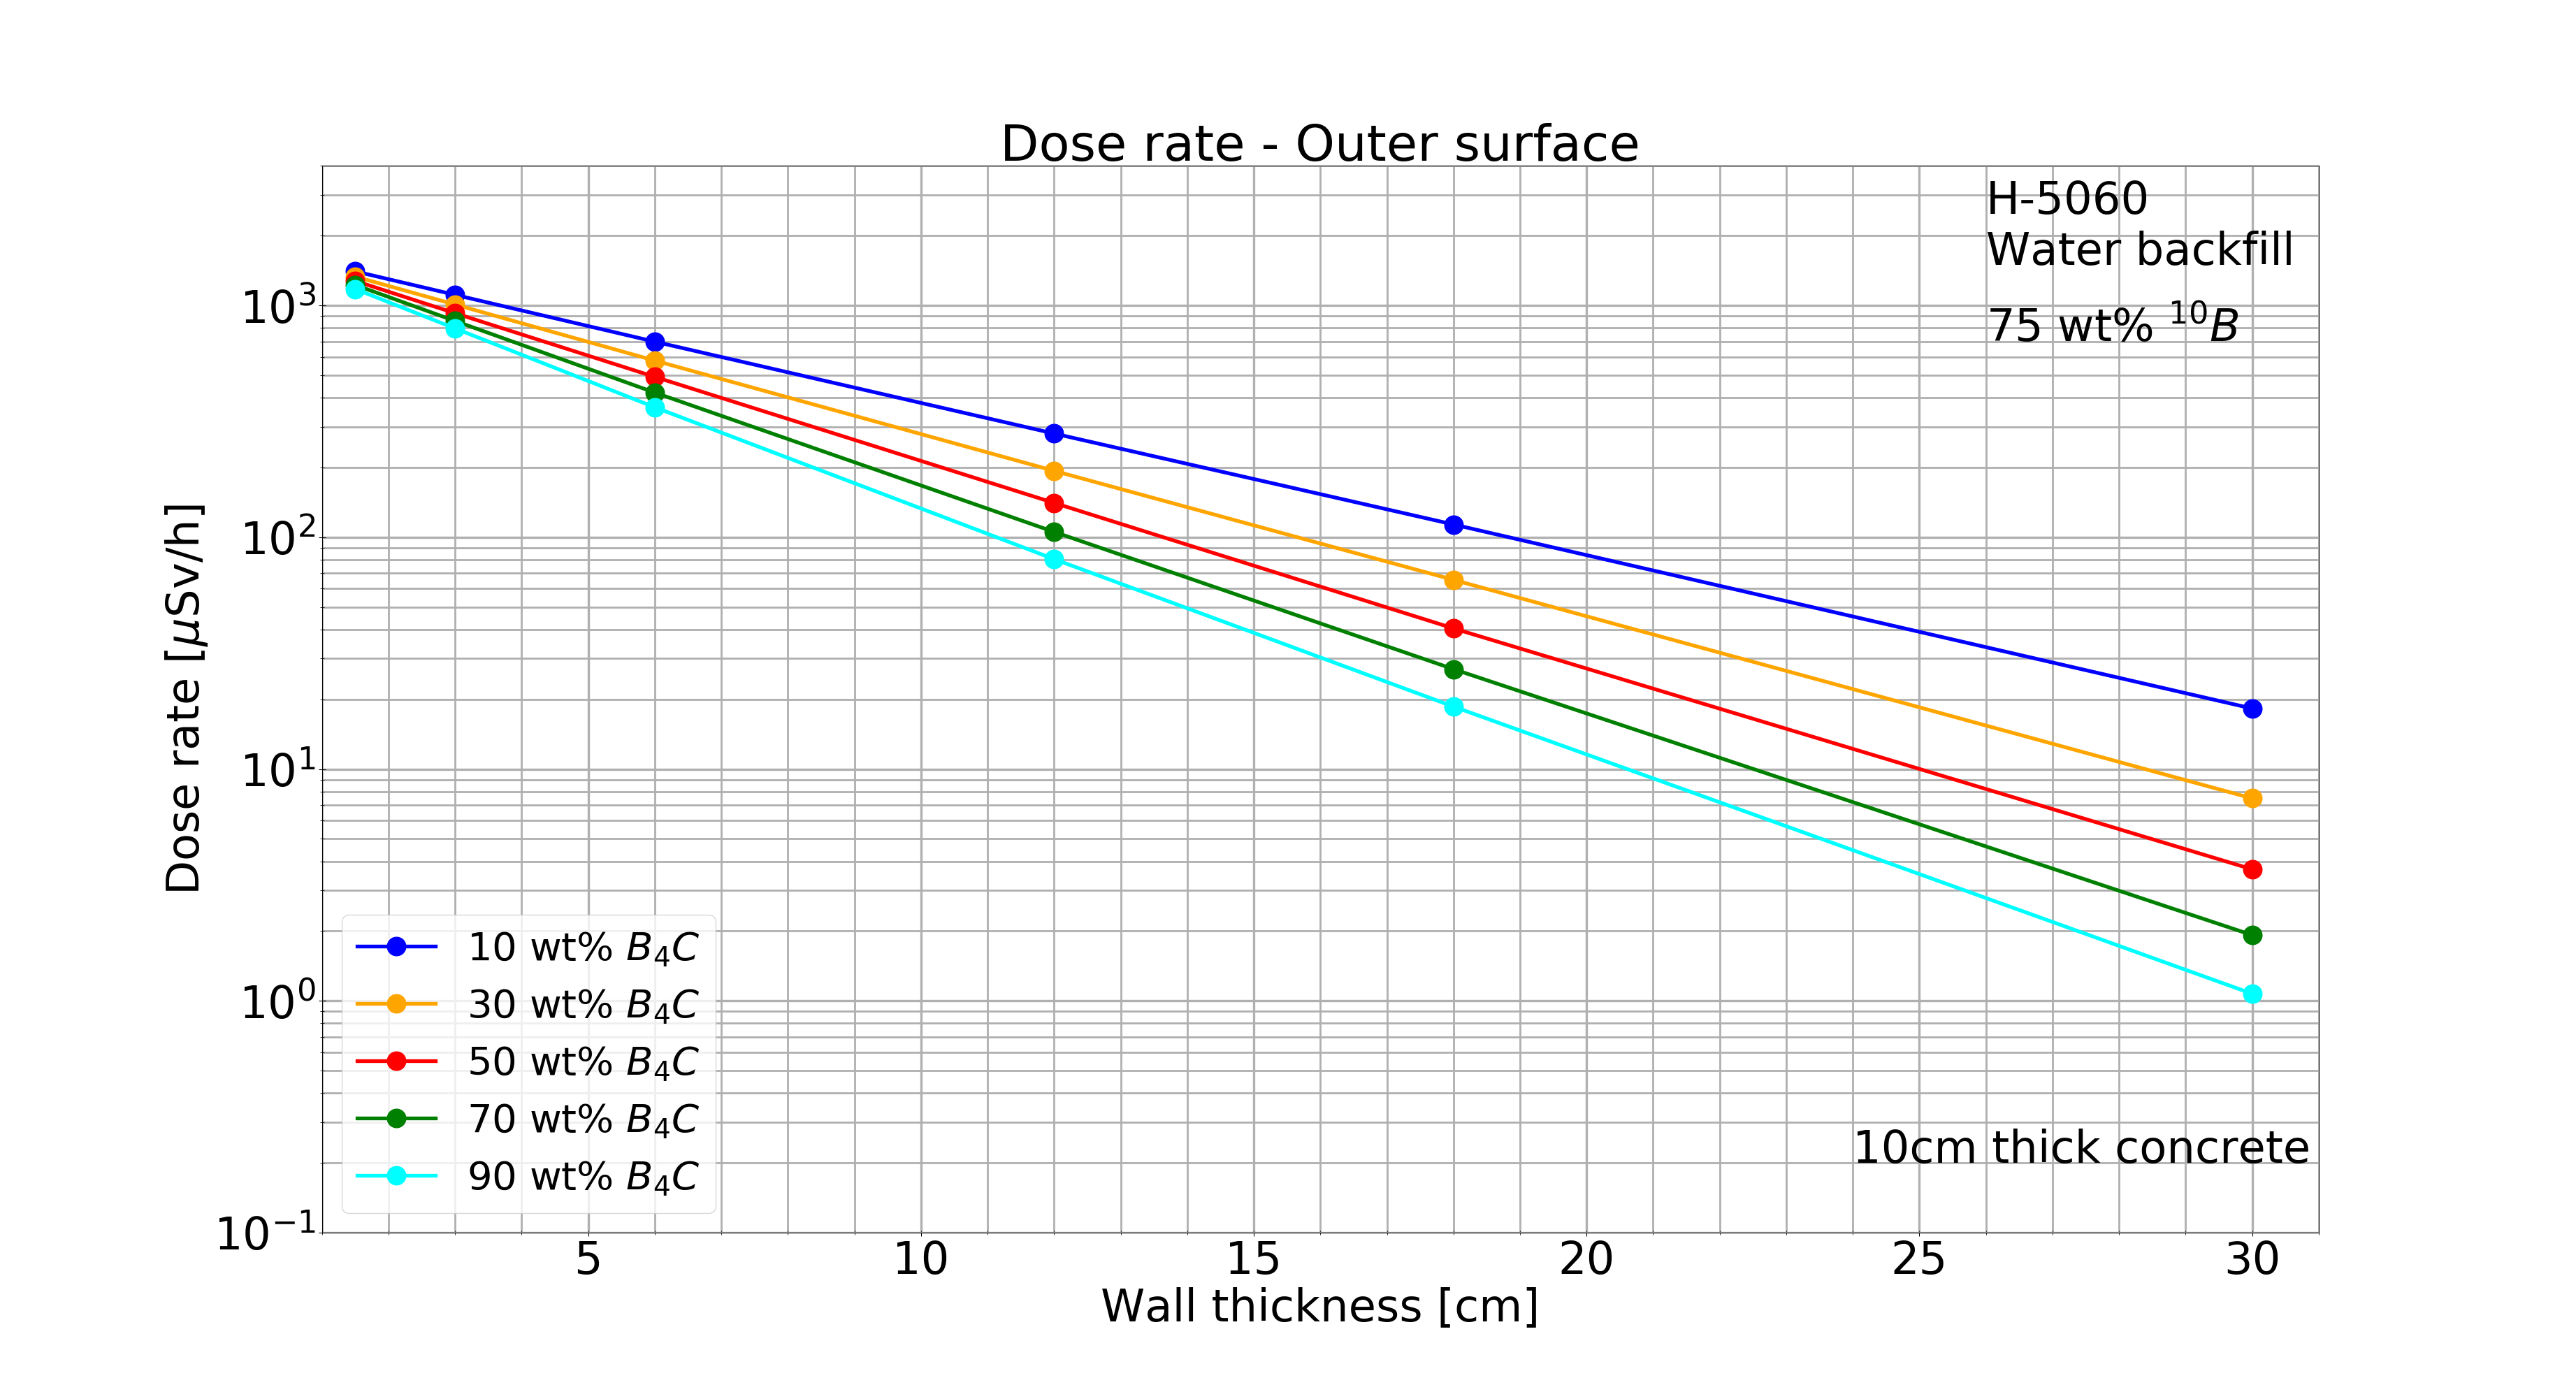 Dose rate - Outer surface
H-5060
Water backfill
75 wt% ¹⁰B
10³
10²
10¹
10⁰
10⁻¹
Dose rate [μSv/h]
10 wt% B₄C
30 wt% B₄C
50 wt% B₄C
70 wt% B₄C
90 wt% B₄C
10cm thick concrete
5 10 15 20 25 30
Wall thickness [cm]